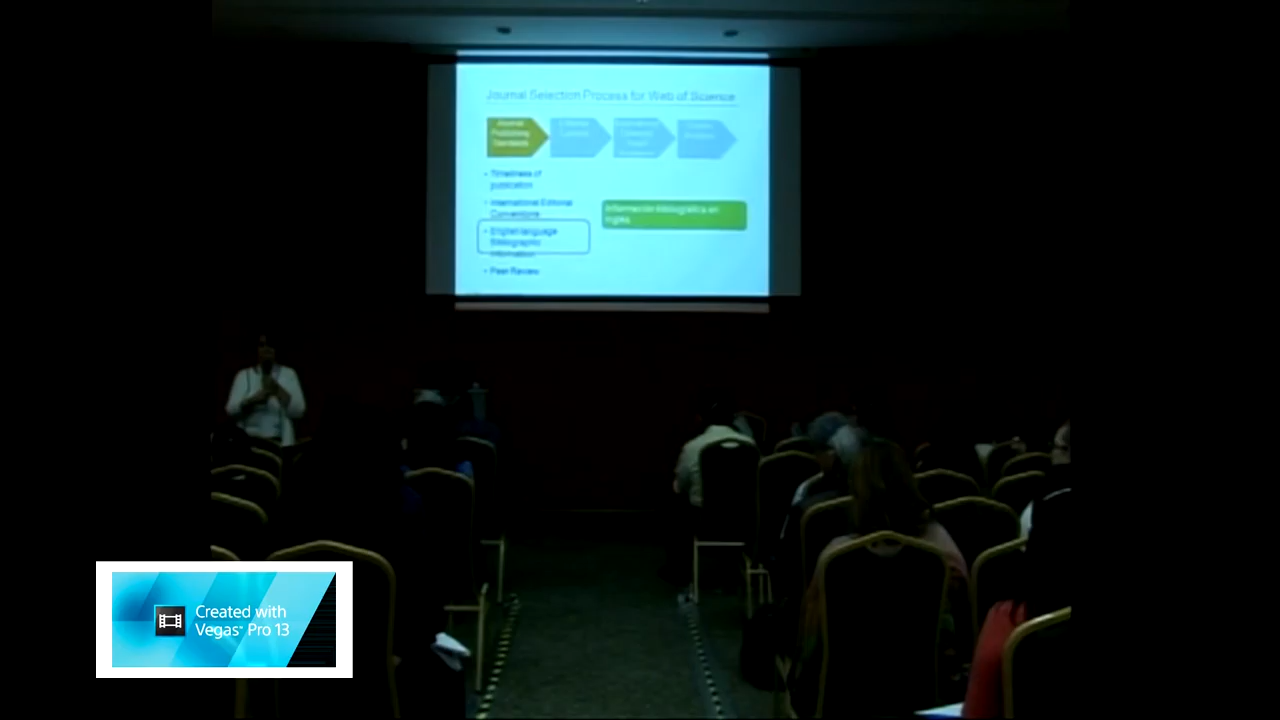 Journal Selection Process for Web of Science
Journal
Publishing
Standards
• Timeliness of
publication
• International Editorial
Conventions
• English language
Bibliographic
Information
• Peer Review
Información bibliográfica en
inglés
Created with
Vegas™ Pro 13